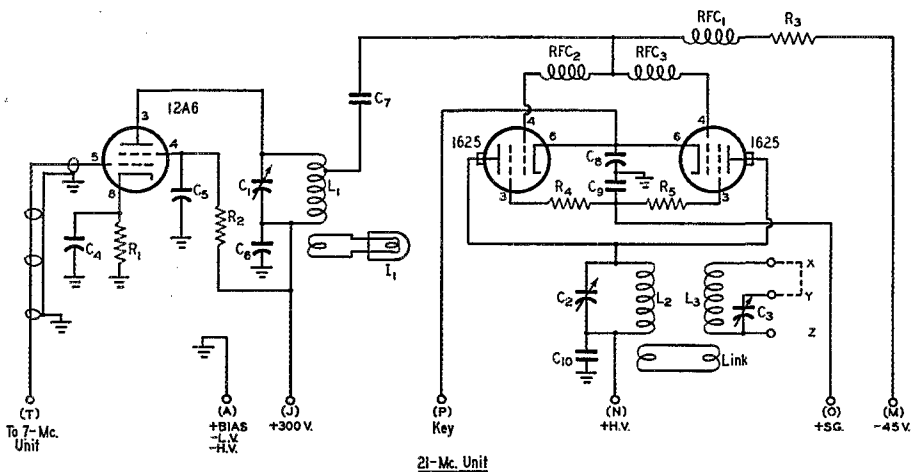 RFC1
R3
RFC2
RFC3
12A6
3
C7
4
4
1625
6
6
1625
5
4
8
C5
C1
L1
C8
C9
R4
R5
3
3
R2
C4
R1
C6
I1
C2
L2
L3
X
Y
C3
Z
C10
Link
(T)
To 7-Mc.
Unit
(A)
+BIAS
-L.V.
-H.V.
(J)
+300V.
(P)
Key
(N)
+H.V.
(O)
+SG.
(M)
-45V.
21-Mc. Unit